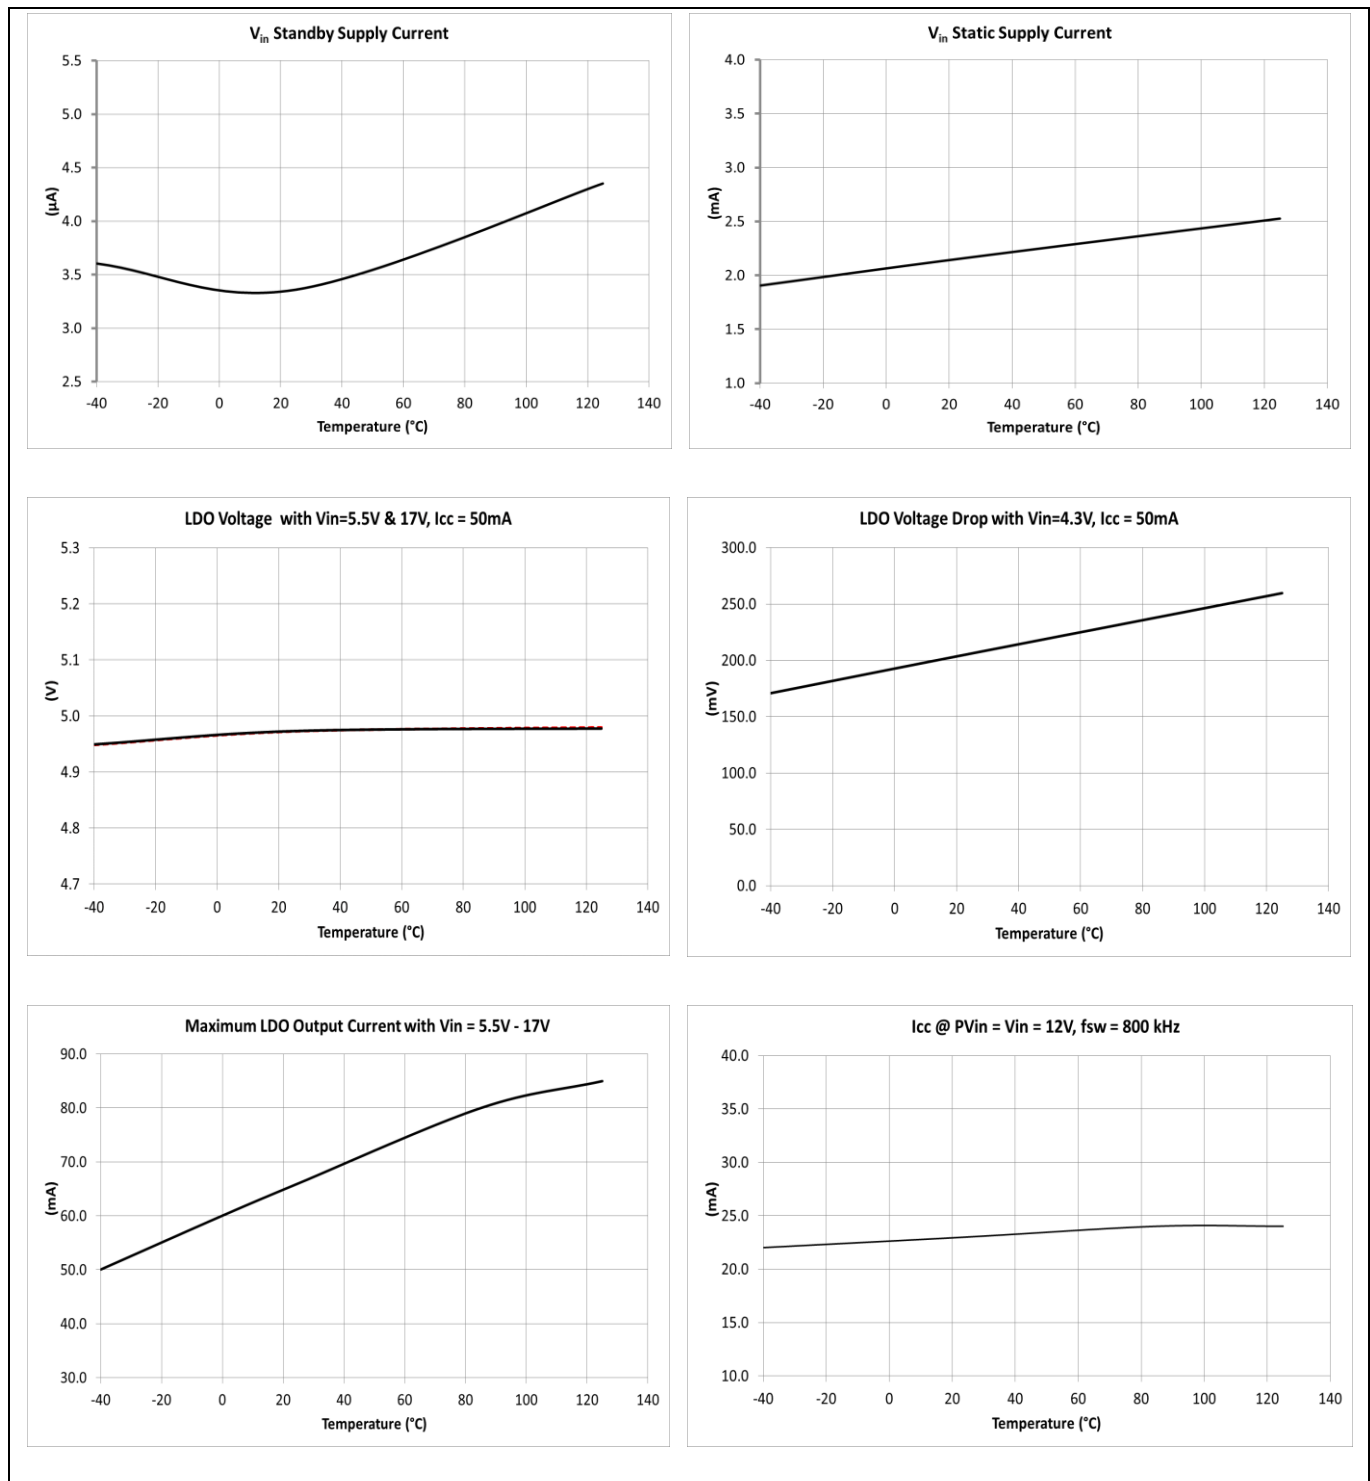 V_in Standby Supply Current
5.5
5.0
4.5
4.0
3.5
3.0
2.5
(µA)
-40 -20 0 20 40 60 80 100 120 140
Temperature (°C)
V_in Static Supply Current
4.0
3.5
3.0
2.5
2.0
1.5
1.0
(mA)
-40 -20 0 20 40 60 80 100 120 140
Temperature (°C)
LDO Voltage with Vin=5.5V & 17V, Icc = 50mA
5.3
5.2
5.1
5.0
4.9
4.8
4.7
(V)
-40 -20 0 20 40 60 80 100 120 140
Temperature (°C)
LDO Voltage Drop with Vin=4.3V, Icc = 50mA
300.0
250.0
200.0
150.0
100.0
50.0
0.0
(mV)
-40 -20 0 20 40 60 80 100 120 140
Temperature (°C)
Maximum LDO Output Current with Vin = 5.5V - 17V
90.0
80.0
70.0
60.0
50.0
40.0
30.0
(mA)
-40 -20 0 20 40 60 80 100 120 140
Temperature (°C)
Icc @ PVin = Vin = 12V, fsw = 800 kHz
40.0
35.0
30.0
25.0
20.0
15.0
10.0
(mA)
-40 -20 0 20 40 60 80 100 120 140
Temperature (°C)